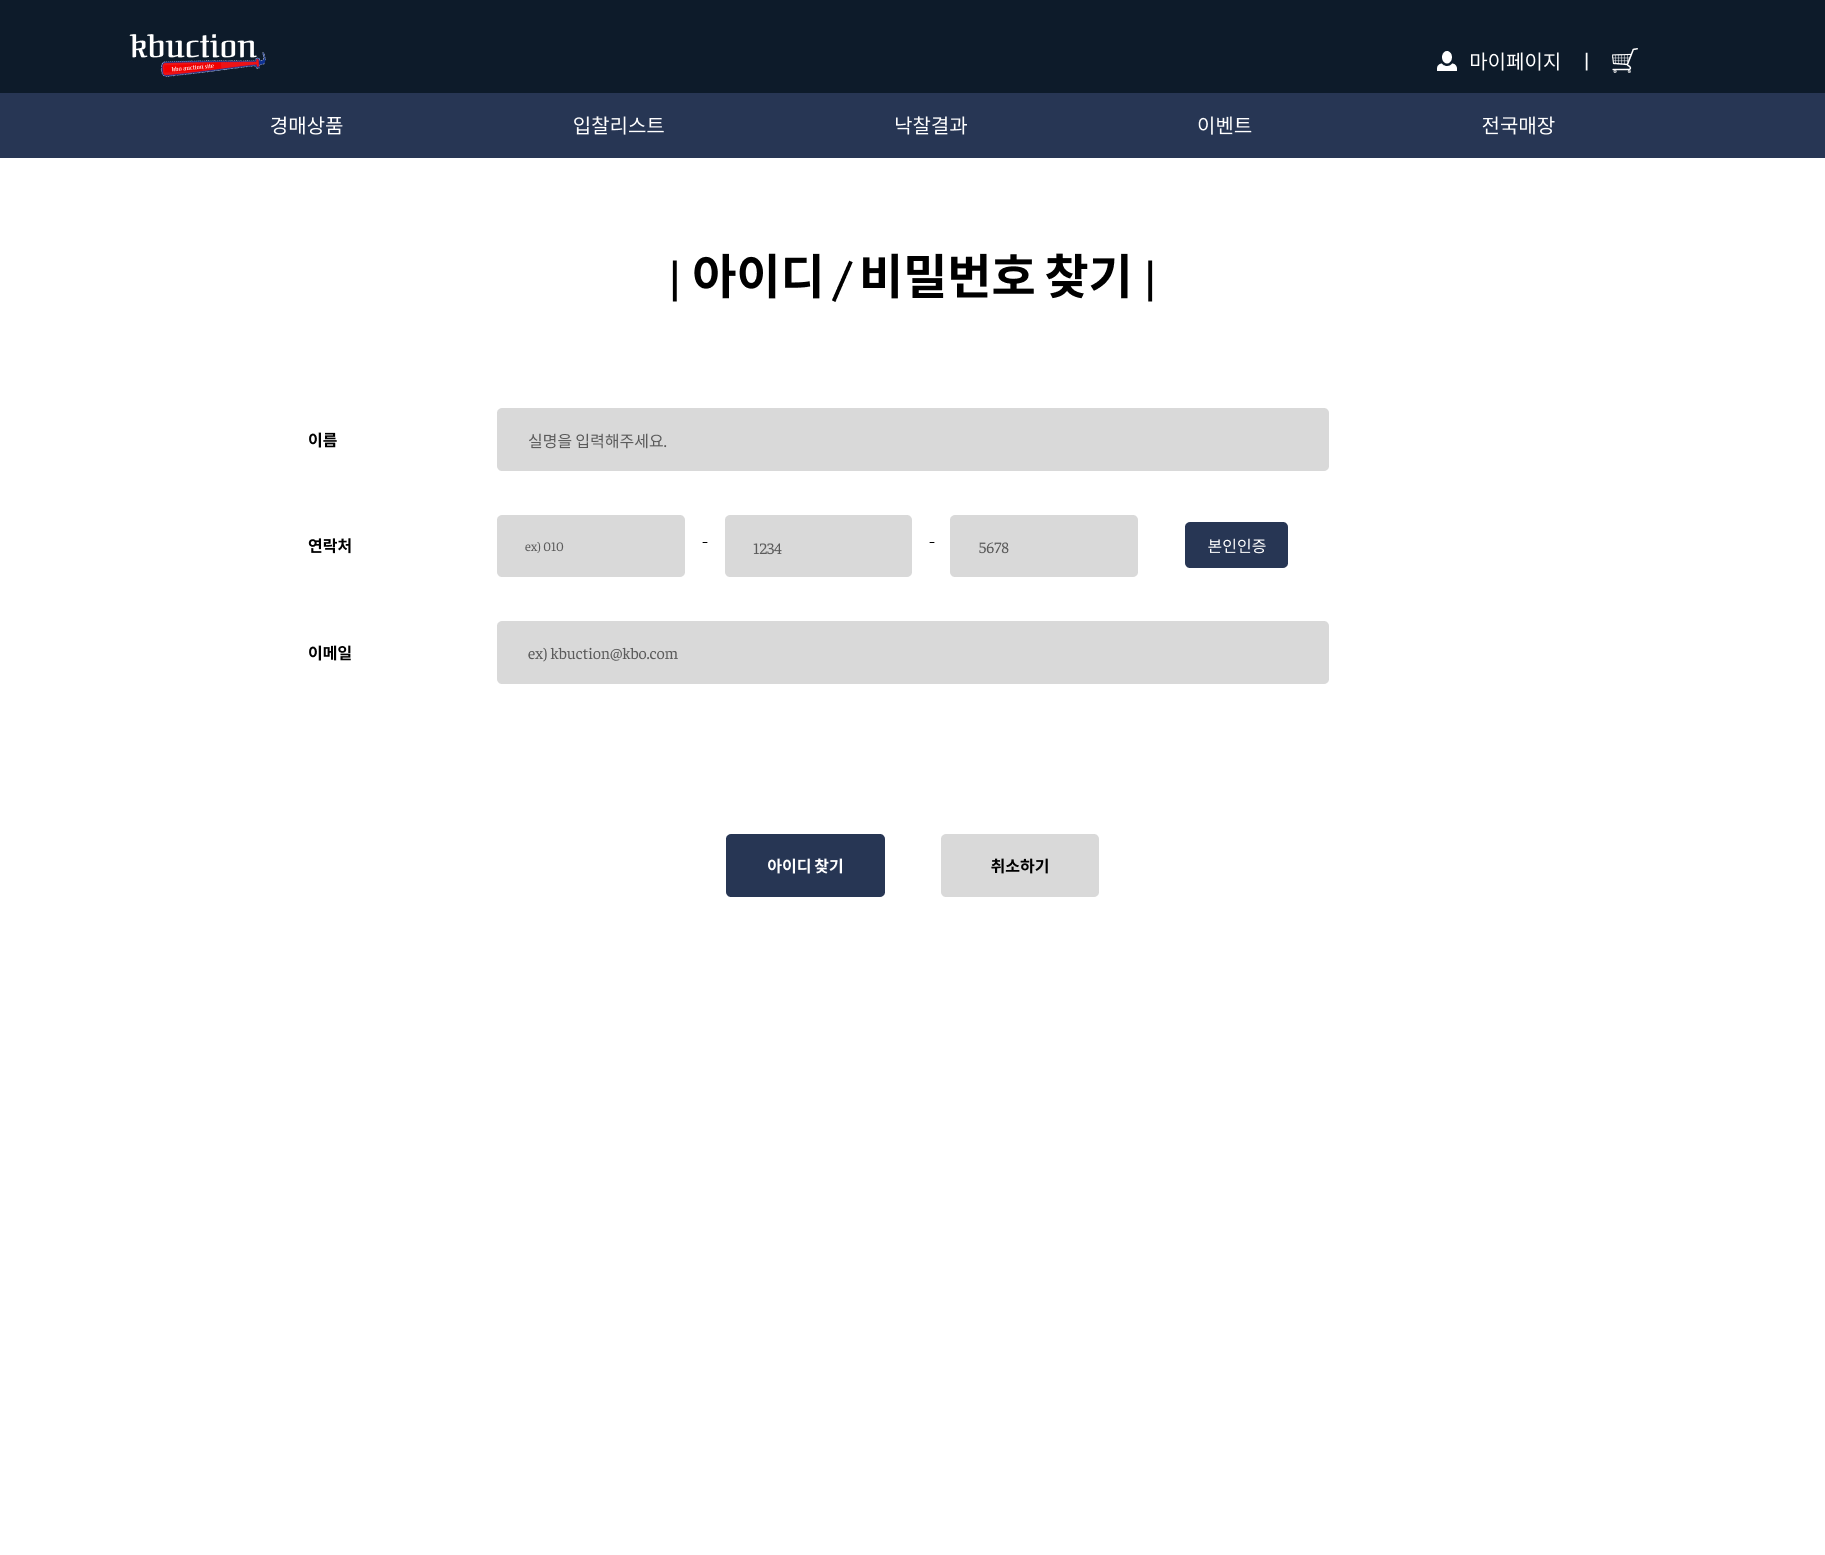 kbuction
kbo auction site
마이페이지 |
경매상품 입찰리스트 낙찰결과 이벤트 전국매장
| 아이디 / 비밀번호 찾기 |
이름 실명을 입력해주세요.
연락처 ex) 010 - 1234 - 5678 본인인증
이메일 ex) kbuction@kbo.com
아이디 찾기 취소하기